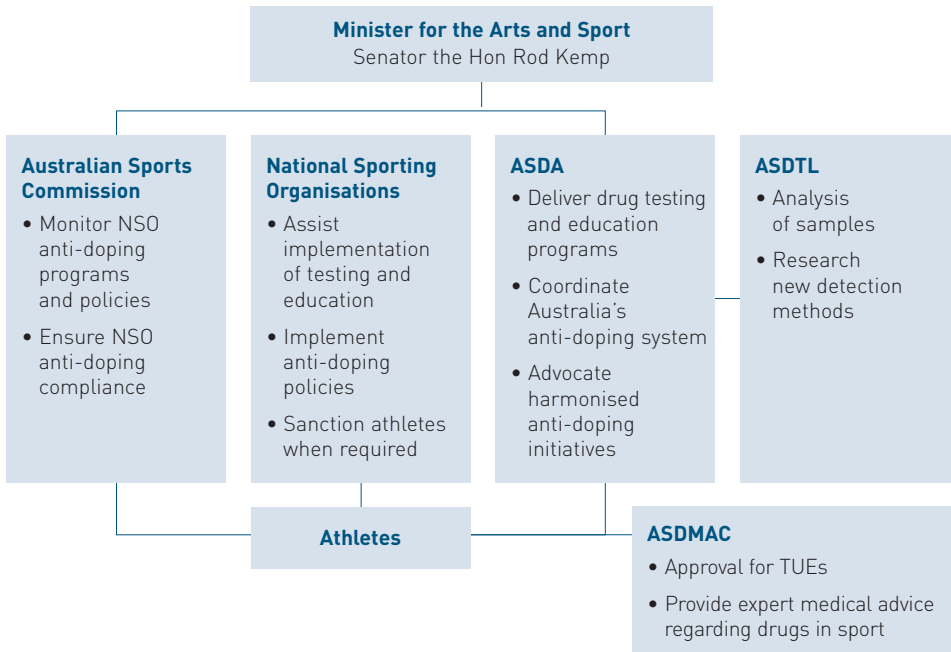 Minister for the Arts and Sport
Senator the Hon Rod Kemp
Australian Sports
Commission
• Monitor NSO
anti-doping
programs
and policies
• Ensure NSO
anti-doping
compliance
National Sporting
Organisations
• Assist
implementation
of testing and
education
• Implement
anti-doping
policies
• Sanction athletes
when required
ASDA
• Deliver drug testing
and education
programs
• Coordinate
Australia's
anti-doping system
• Advocate
harmonised
anti-doping
initiatives
ASDTL
• Analysis
of samples
• Research
new detection
methods
Athletes
ASDMAC
• Approval for TUEs
• Provide expert medical advice
regarding drugs in sport